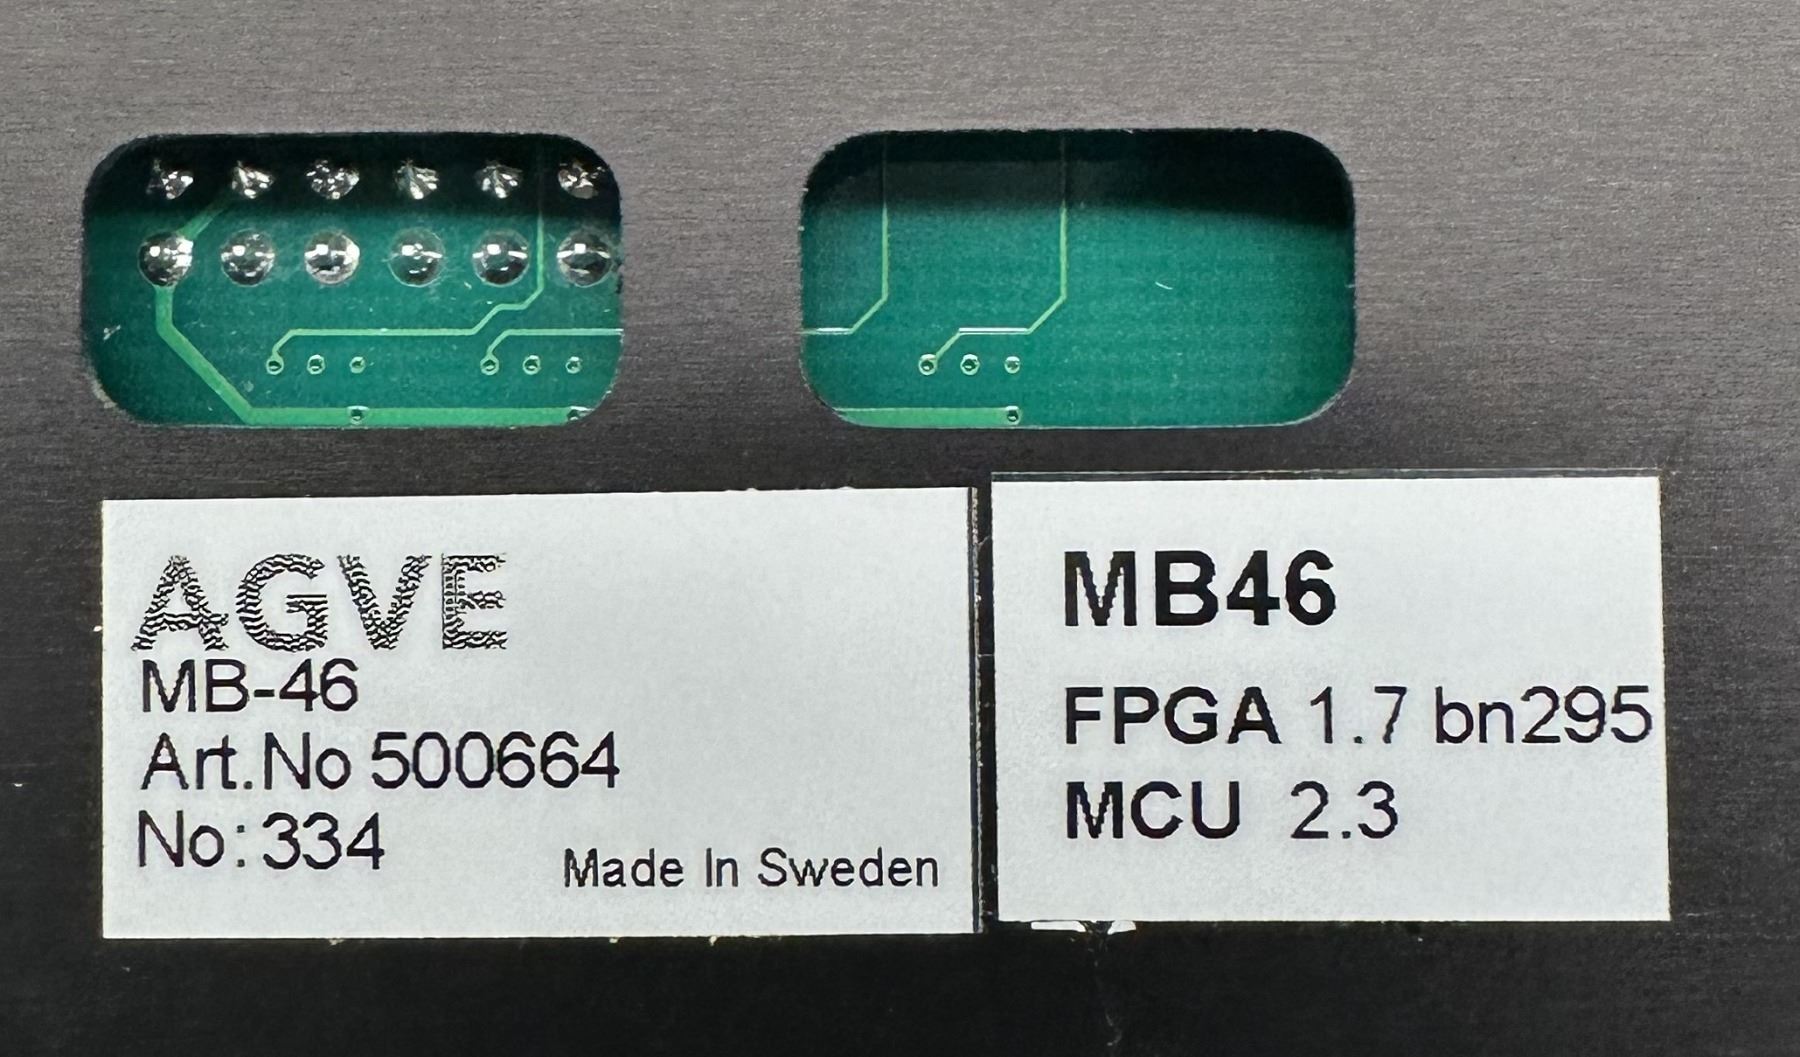 AGVE
MB-46
Art.No 500664
No: 334
Made In Sweden
MB46
FPGA 1.7 bn295
MCU 2.3